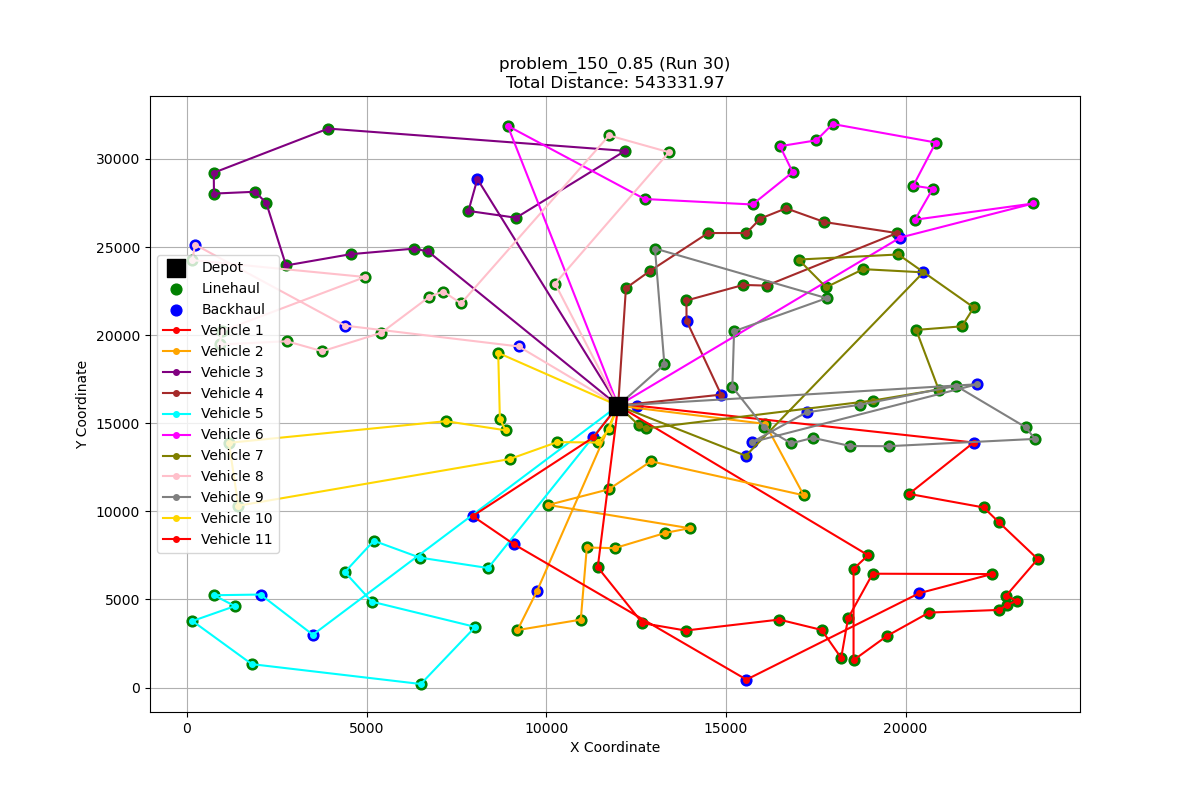 problem_150_0.85 (Run 30)
Total Distance: 543331.97
30000
25000
20000
15000
10000
5000
0
Y Coordinate
Depot
Linehaul
Backhaul
Vehicle 1
Vehicle 2
Vehicle 3
Vehicle 4
Vehicle 5
Vehicle 6
Vehicle 7
Vehicle 8
Vehicle 9
Vehicle 10
Vehicle 11
0 5000 10000 15000 20000
X Coordinate